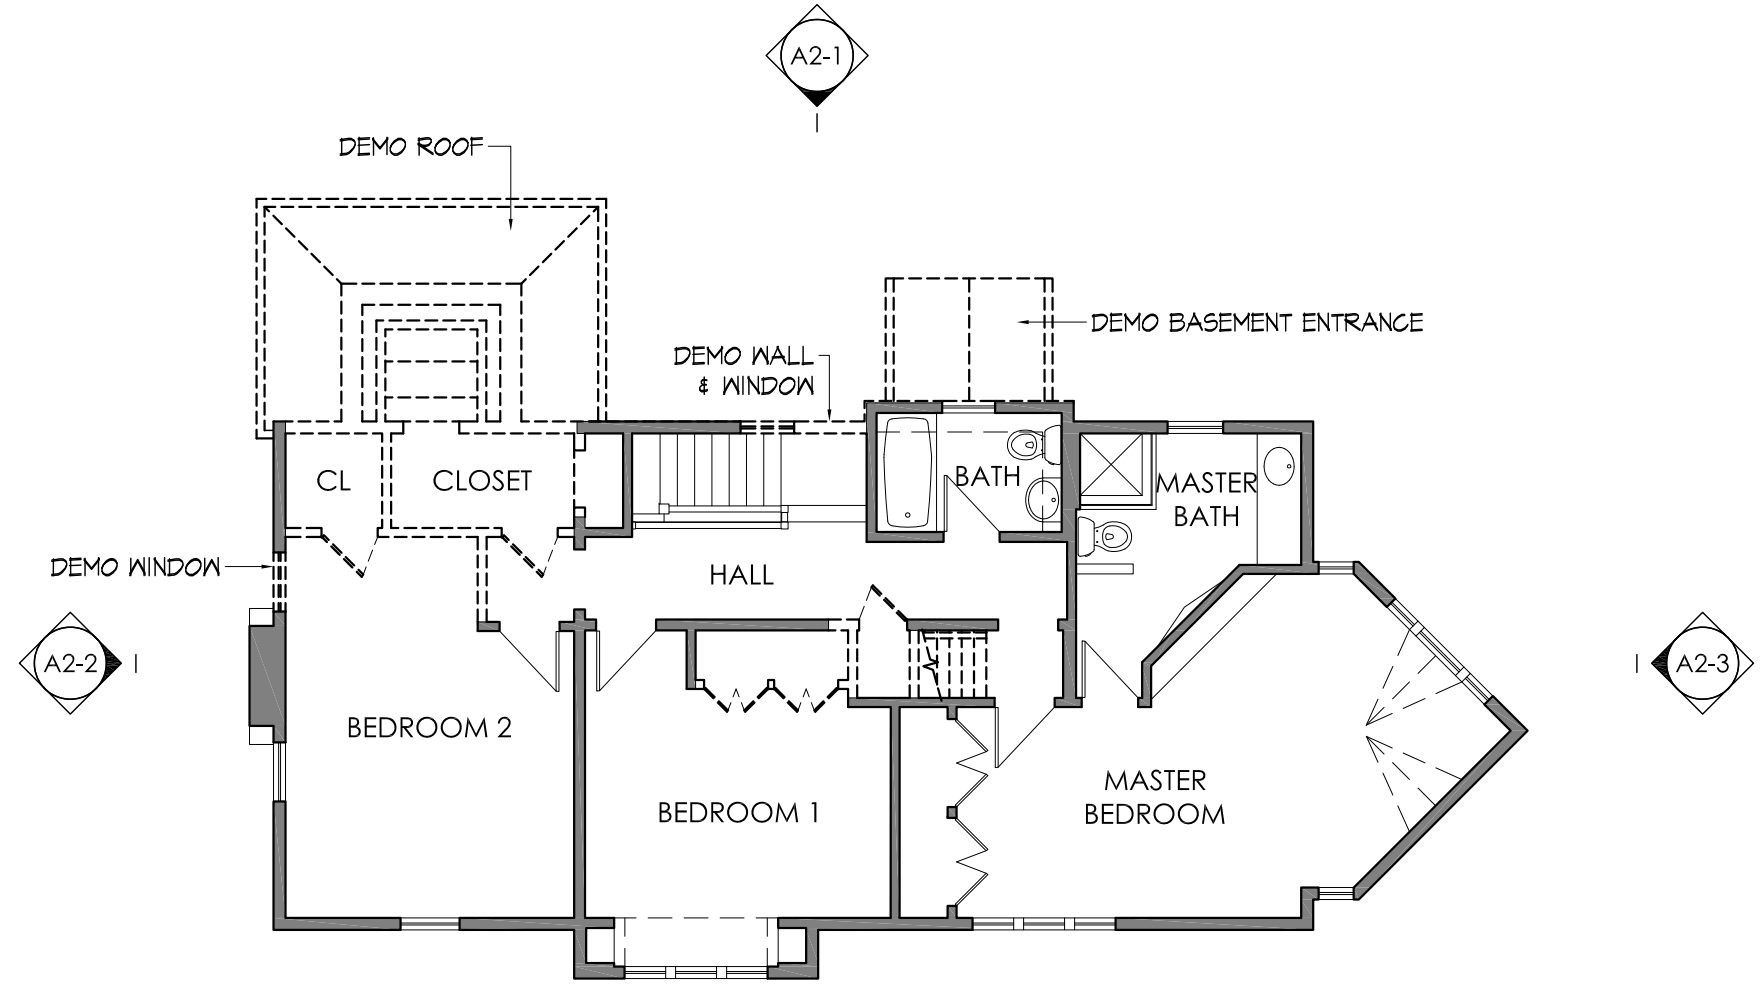 A2-1
DEMO ROOF
DEMO BASEMENT ENTRANCE
DEMO WALL
& WINDOW
CL
CLOSET
BATH
MASTER
BATH
DEMO WINDOW
HALL
A2-2
A2-3
BEDROOM 2
BEDROOM 1
MASTER
BEDROOM